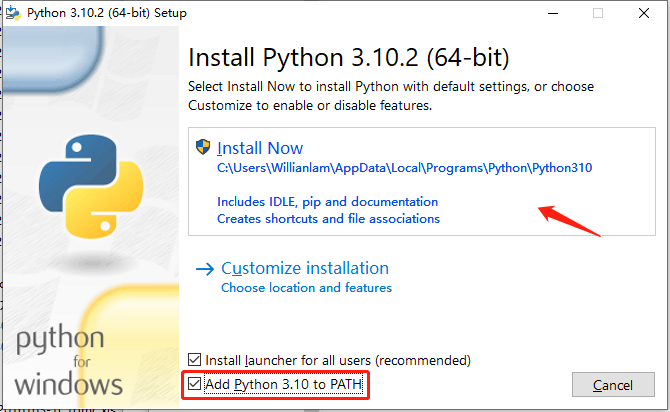 Python 3.10.2 (64-bit) Setup
Install Python 3.10.2 (64-bit)
Select Install Now to install Python with default settings, or choose
Customize to enable or disable features.
Install Now
C:\Users\Willianlam\AppData\Local\Programs\Python\Python310
Includes IDLE, pip and documentation
Creates shortcuts and file associations
Customize installation
Choose location and features
python
for
windows
Install launcher for all users (recommended)
Add Python 3.10 to PATH
Cancel